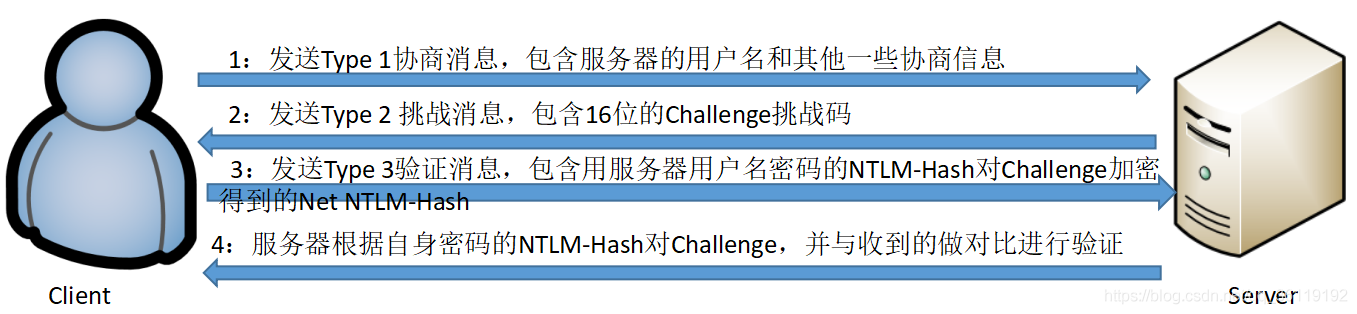 1：发送Type 1协商消息，包含服务器的用户名和其他一些协商信息
2：发送Type 2 挑战消息，包含16位的Challenge挑战码
3：发送Type 3验证消息，包含用服务器用户名密码的NTLM-Hash对Challenge加密
得到的Net NTLM-Hash
4：服务器根据自身密码的NTLM-Hash对Challenge，并与收到的做对比进行验证
Client
Server